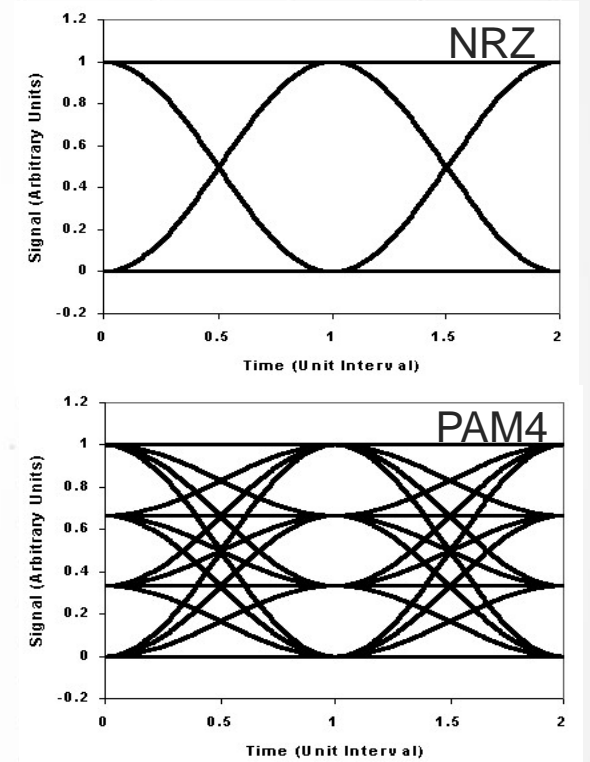 NRZ
1.2
1
0.8
0.6
0.4
0.2
0
-0.2
Signal (Arbitrary Units)
0 0.5 1 1.5 2
Time (Unit Interval)
PAM4
1.2
1
0.8
0.6
0.4
0.2
0
-0.2
Signal (Arbitrary Units)
0 0.5 1 1.5 2
Time (Unit Interval)